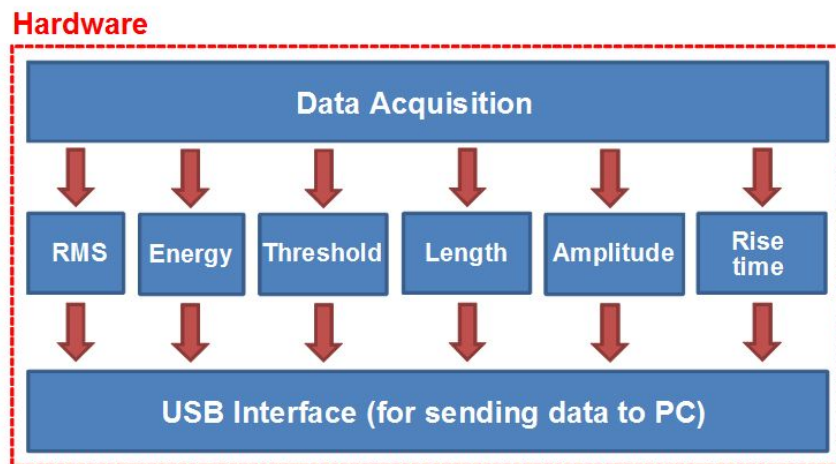 Hardware
Data Acquisition
RMS
Energy
Threshold
Length
Amplitude
Rise
time
USB Interface (for sending data to PC)